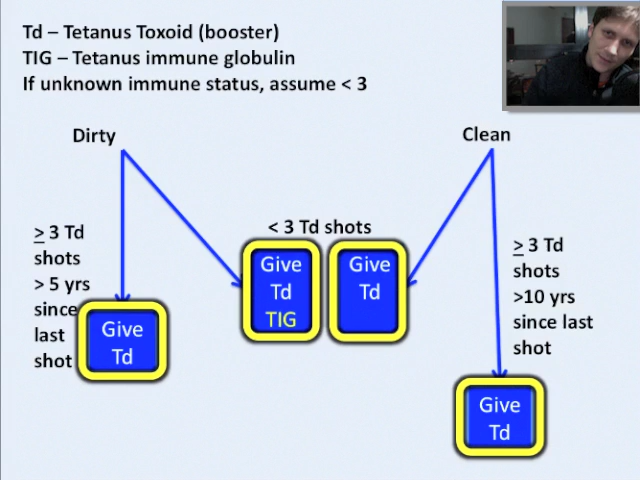 Td – Tetanus Toxoid (booster)
TIG – Tetanus immune globulin
If unknown immune status, assume < 3
Dirty
Clean
≥ 3 Td
shots
> 5 yrs
since
last
shot
Give
Td
< 3 Td shots
Give
Td
TIG
Give
Td
≥ 3 Td
shots
>10 yrs
since last
shot
Give
Td